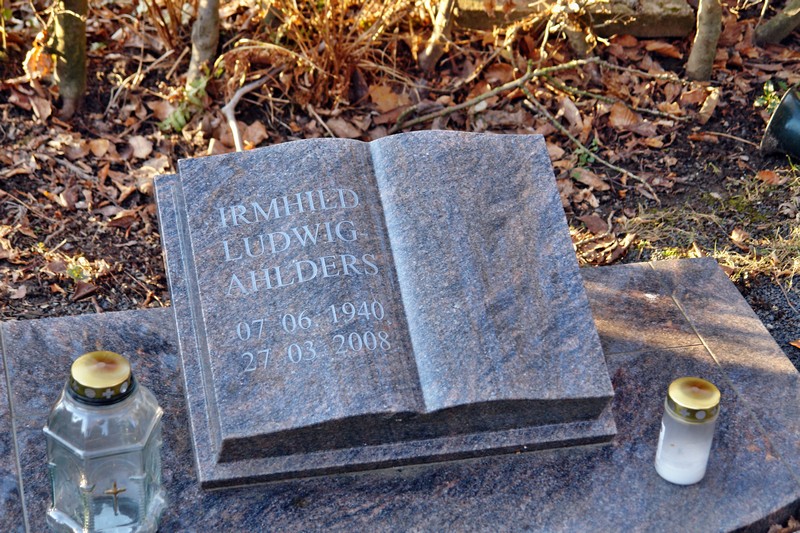 IRMHILD
LUDWIG
AHLDERS
07 06 1940
27 03 2008